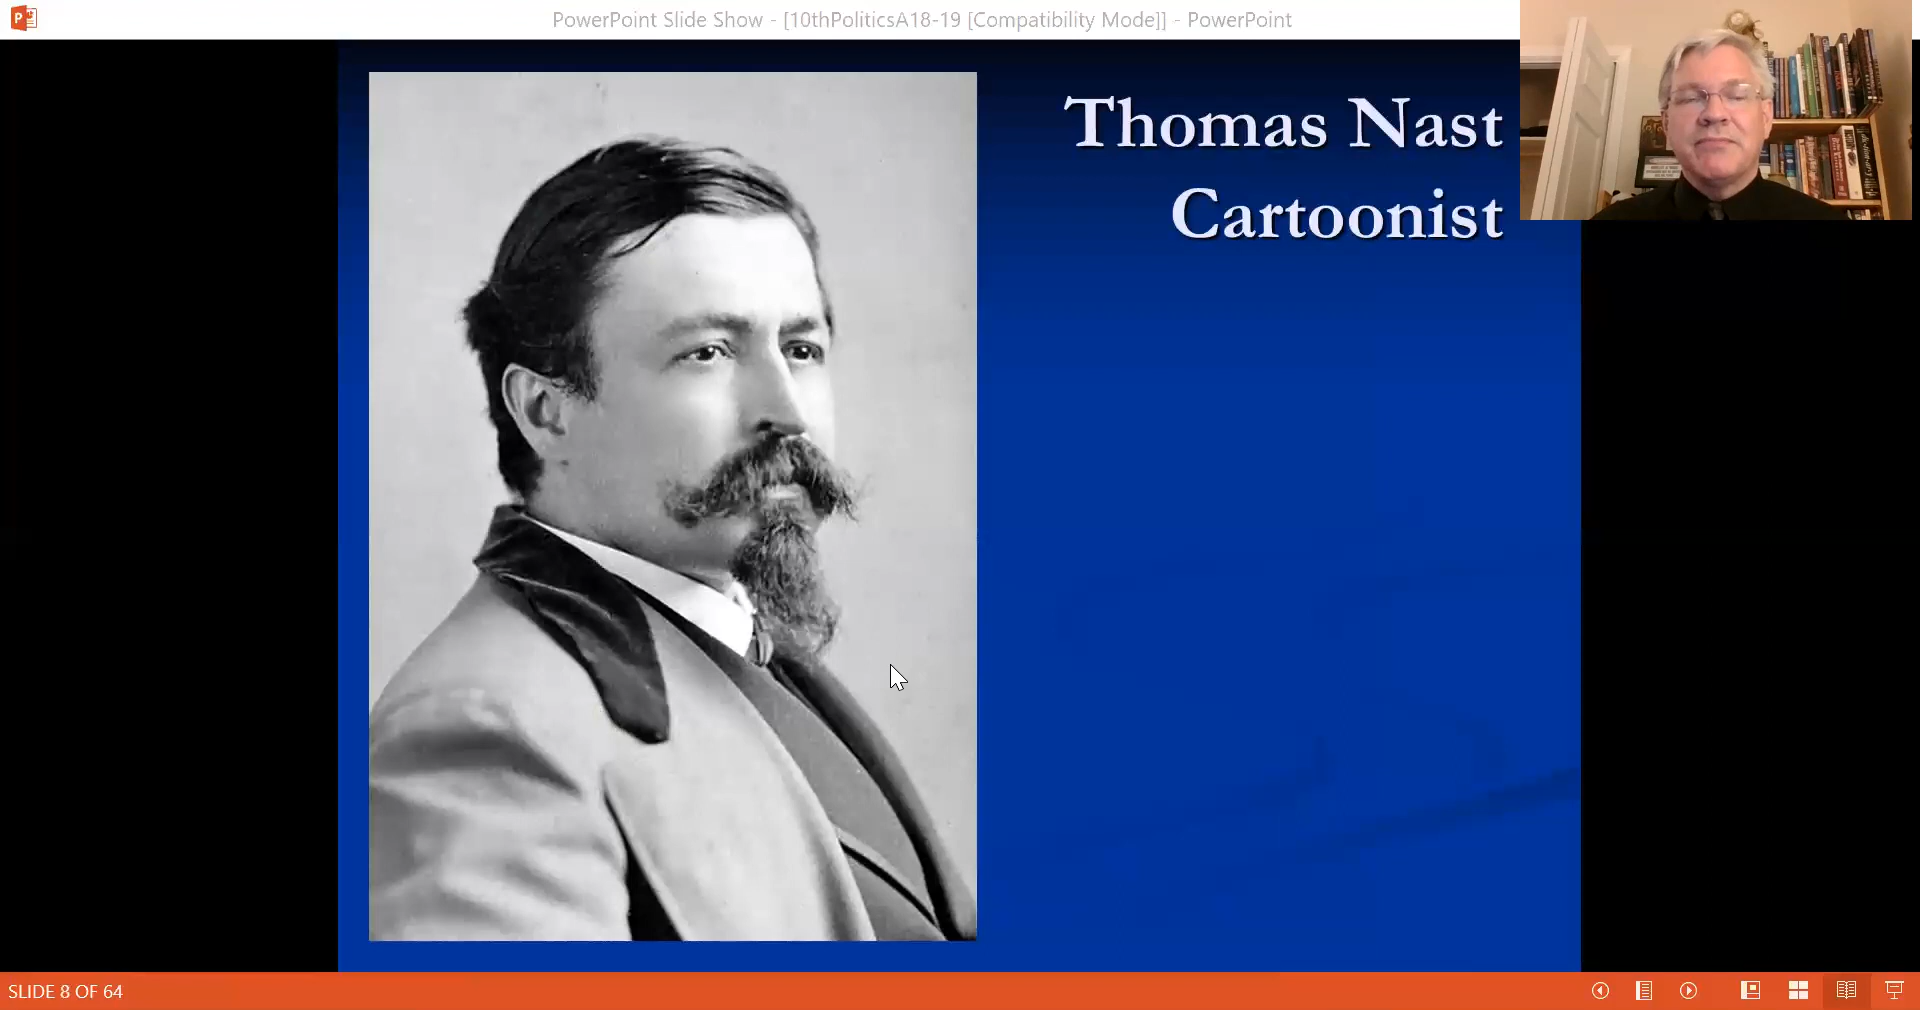 PowerPoint Slide Show - [10thPoliticsA18-19 [Compatibility Mode]] - PowerPoint
Thomas Nast
Cartoonist
SLIDE 8 OF 64